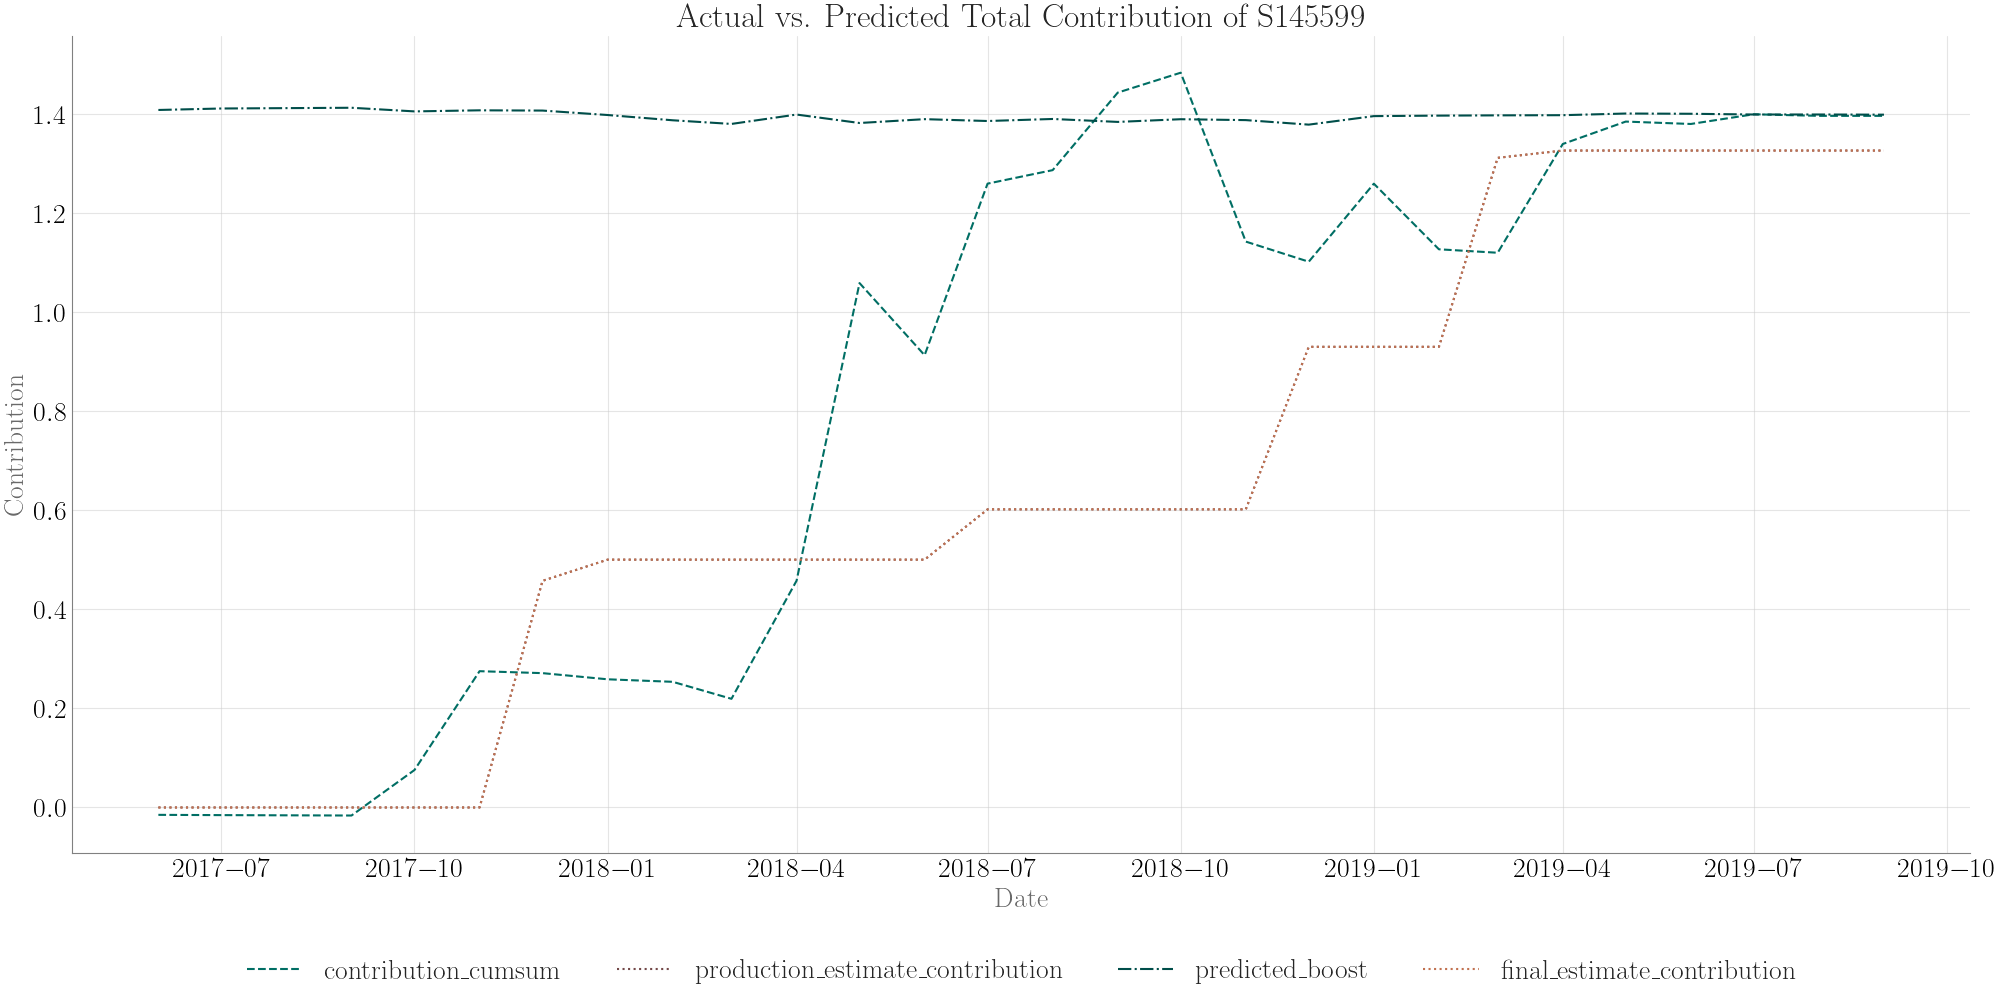 Actual vs. Predicted Total Contribution of S145599
Contribution
1.4
1.2
1.0
0.8
0.6
0.4
0.2
0.0
2017−07 2017−10 2018−01 2018−04 2018−07 2018−10 2019−01 2019−04 2019−07 2019−10
Date
contribution_cumsum production_estimate_contribution predicted_boost final_estimate_contribution